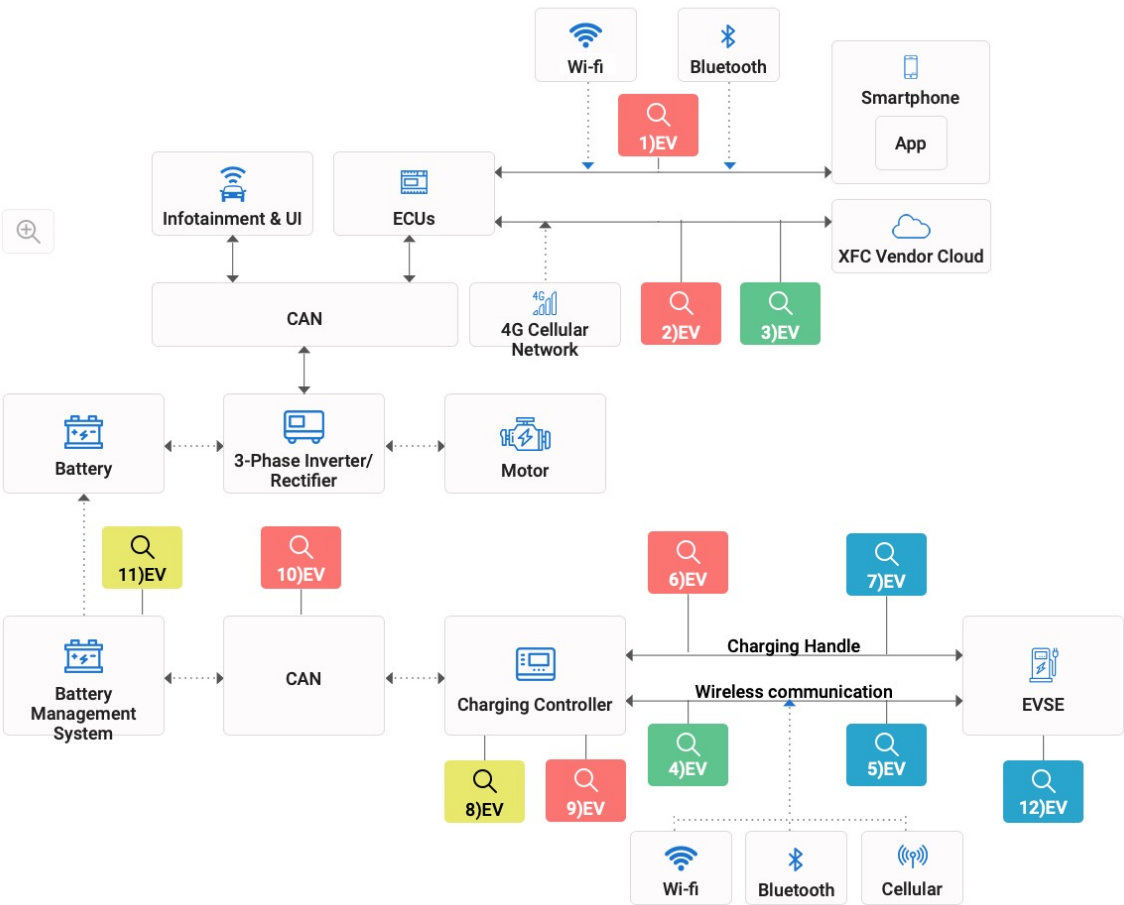 Wi-fi
Bluetooth
Smartphone
App
1)EV
Infotainment & UI
ECUs
XFC Vendor Cloud
CAN
4G
4G Cellular
Network
2)EV
3)EV
Battery
3-Phase Inverter/
Rectifier
Motor
11)EV
10)EV
6)EV
7)EV
Battery
Management
System
CAN
Charging Controller
Charging Handle
Wireless communication
EVSE
4)EV
5)EV
8)EV
9)EV
12)EV
Wi-fi
Bluetooth
Cellular